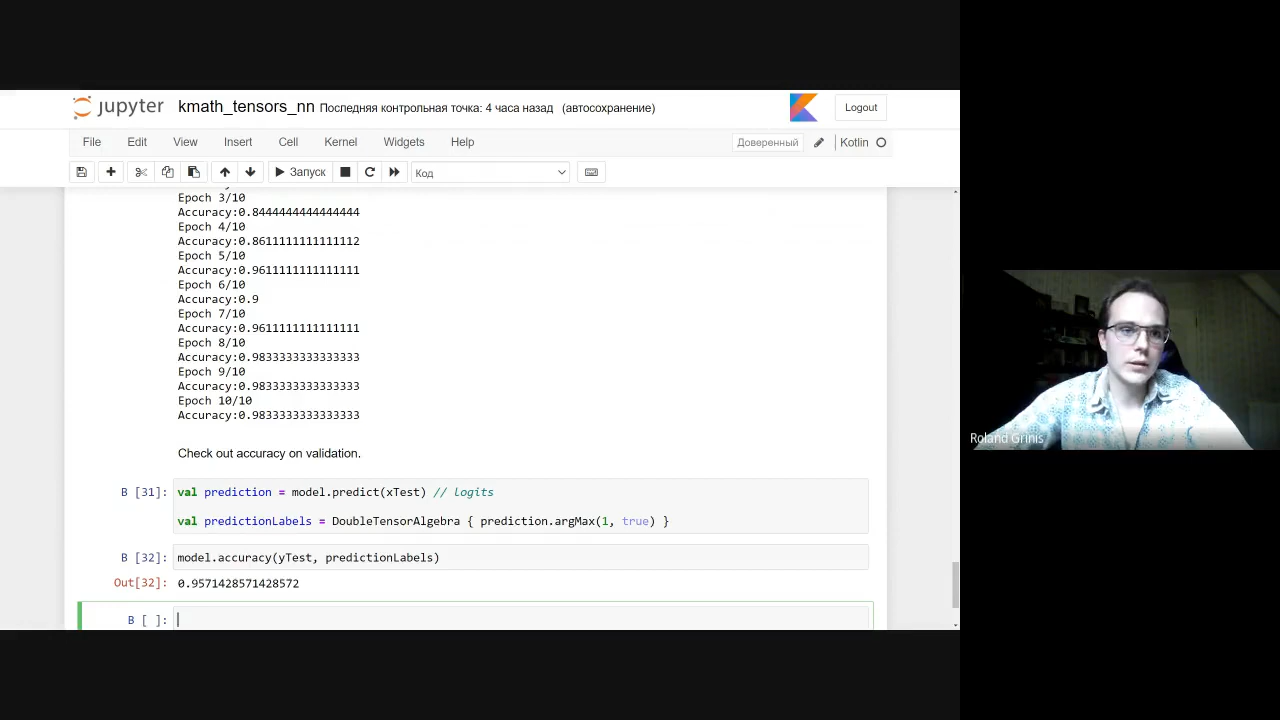 jupyter kmath_tensors_nn Последняя контрольная точка: 4 часа назад (автосохранение) Logout
File Edit View Insert Cell Kernel Widgets Help Доверенный Kotlin
Запуск Код
Epoch 3/10
Accuracy:0.8444444444444444
Epoch 4/10
Accuracy:0.8611111111111112
Epoch 5/10
Accuracy:0.9611111111111111
Epoch 6/10
Accuracy:0.9
Epoch 7/10
Accuracy:0.9611111111111111
Epoch 8/10
Accuracy:0.9833333333333333
Epoch 9/10
Accuracy:0.9833333333333333
Epoch 10/10
Accuracy:0.9833333333333333
Check out accuracy on validation.
В [31]: val prediction = model.predict(xTest) // logits
val predictionLabels = DoubleTensorAlgebra { prediction.argMax(1, true) }
В [32]: model.accuracy(yTest, predictionLabels)
Out[32]: 0.9571428571428572
В [ ]:
Roland Grinis